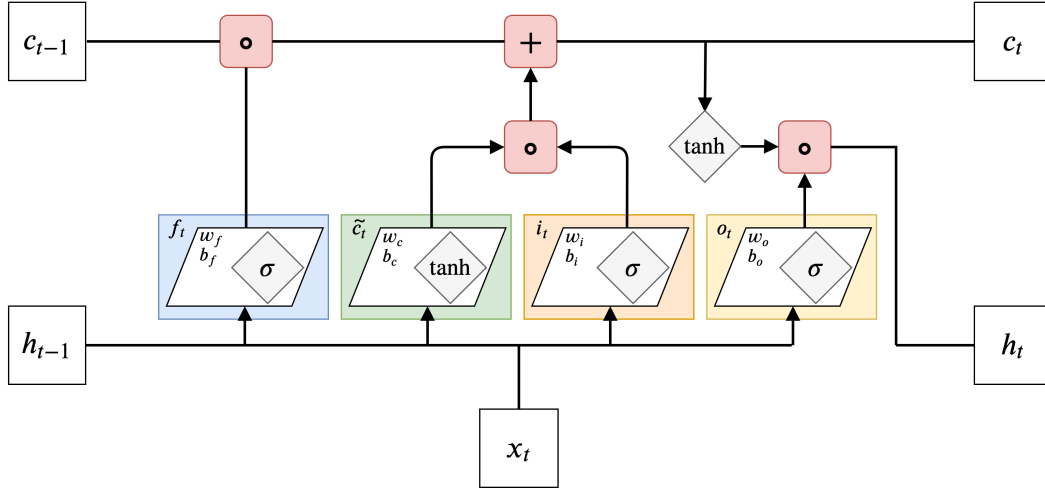 c_{t-1}
∘
+
c_t
tanh
∘
∘
f_t
w_f
b_f
σ
c̃_t
w_c
b_c
tanh
i_t
w_i
b_i
σ
o_t
w_o
b_o
σ
h_{t-1}
h_t
x_t